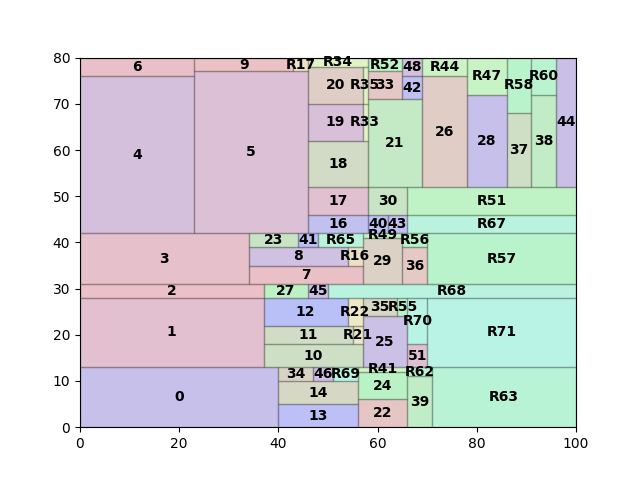 80
6 9 R17 R34 R52 48 R44 R47 R58 R60 44
70
20 R35 33 42
4 5 19 R33 21 26 28 37 38
60
18
50
17 30 R51
16 40 43 R67
40
23 41 R65 R49 R56
3 8 R16 29 36 R57
7
30
2 27 45 R68
12 R22 35 R55 R70
20
1 11 R21 25 R71
10 51
10
34 46 R69 R41 R62
0 14 24 39 R63
13 22
0
0 20 40 60 80 100